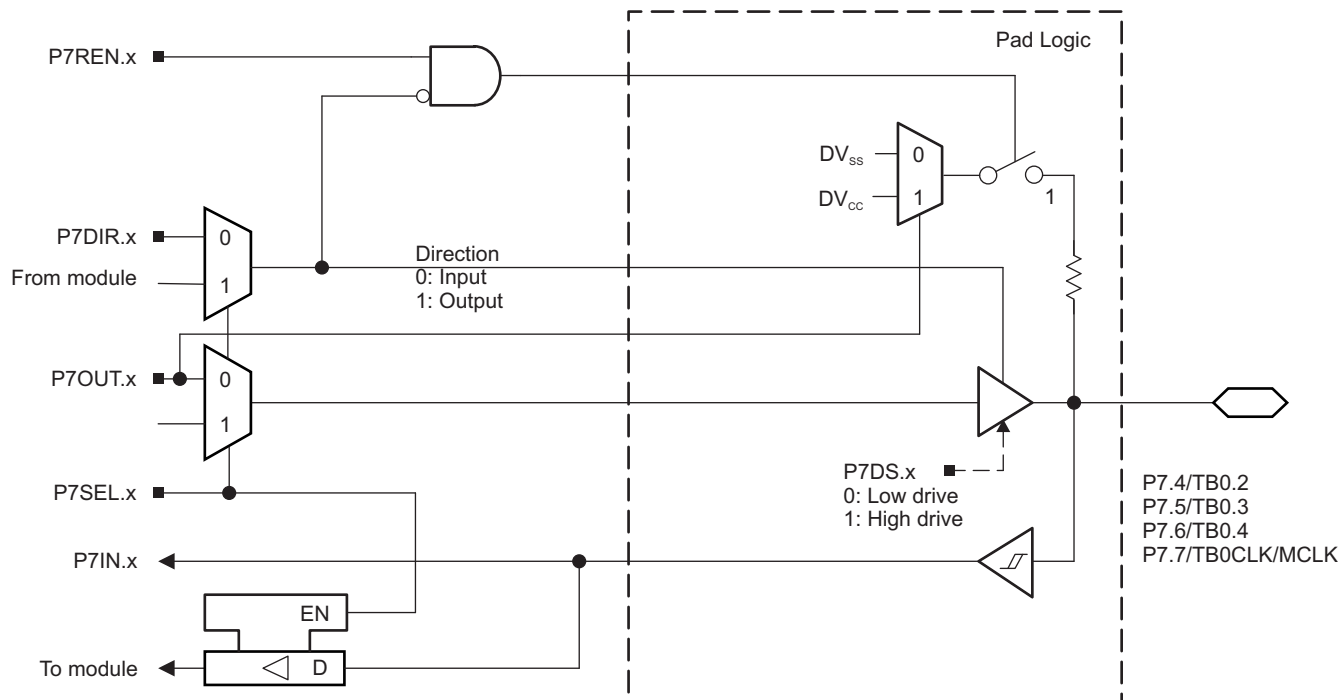 Pad Logic
P7REN.x
DVSS
0
DVCC
1
1
P7DIR.x
0
From module
1
Direction
0: Input
1: Output
P7OUT.x
0
1
P7DS.x
0: Low drive
1: High drive
P7SEL.x
P7.4/TB0.2
P7.5/TB0.3
P7.6/TB0.4
P7.7/TB0CLK/MCLK
P7IN.x
EN
To module
D